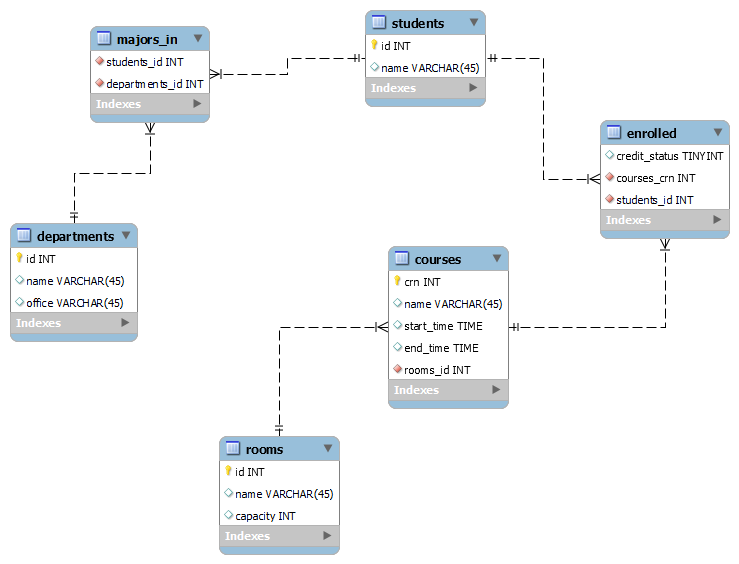 students
id INT
name VARCHAR(45)
Indexes
majors_in
students_id INT
departments_id INT
Indexes
enrolled
credit_status TINYINT
courses_crn INT
students_id INT
Indexes
departments
id INT
name VARCHAR(45)
office VARCHAR(45)
Indexes
courses
crn INT
name VARCHAR(45)
start_time TIME
end_time TIME
rooms_id INT
Indexes
rooms
id INT
name VARCHAR(45)
capacity INT
Indexes